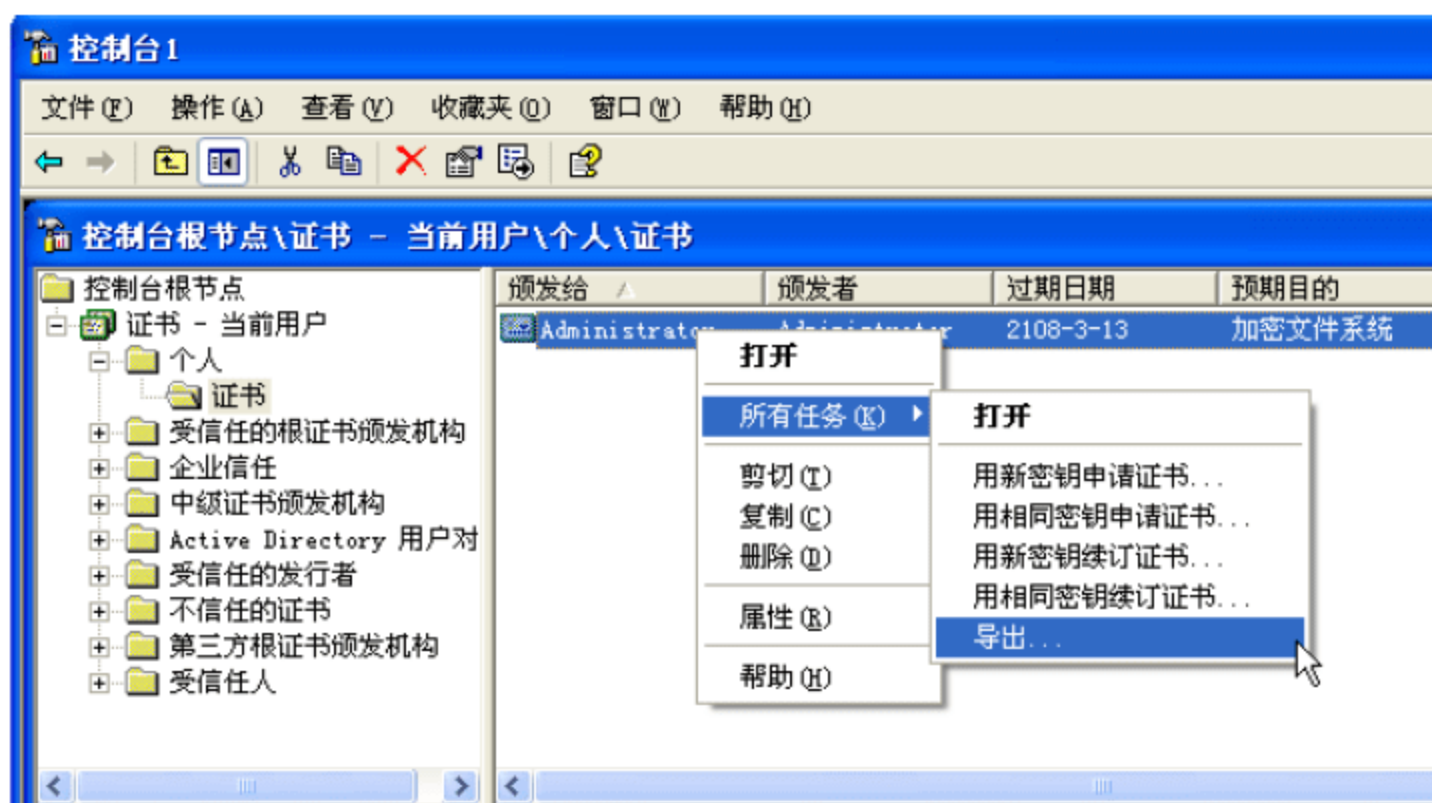 控制台1
文件(F) 操作(A) 查看(V) 收藏夹(O) 窗口(W) 帮助(H)
控制台根节点\证书 - 当前用户\个人\证书
控制台根节点
证书 - 当前用户
个人
证书
受信任的根证书颁发机构
企业信任
中级证书颁发机构
Active Directory 用户对
受信任的发行者
不信任的证书
第三方根证书颁发机构
受信任人
颁发给 颁发者 过期日期 预期目的
Administrator Administrator 2108-3-13 加密文件系统
打开
所有任务(K)
剪切(T)
复制(C)
删除(D)
属性(R)
帮助(H)
打开
用新密钥申请证书...
用相同密钥申请证书...
用新密钥续订证书...
用相同密钥续订证书...
导出...